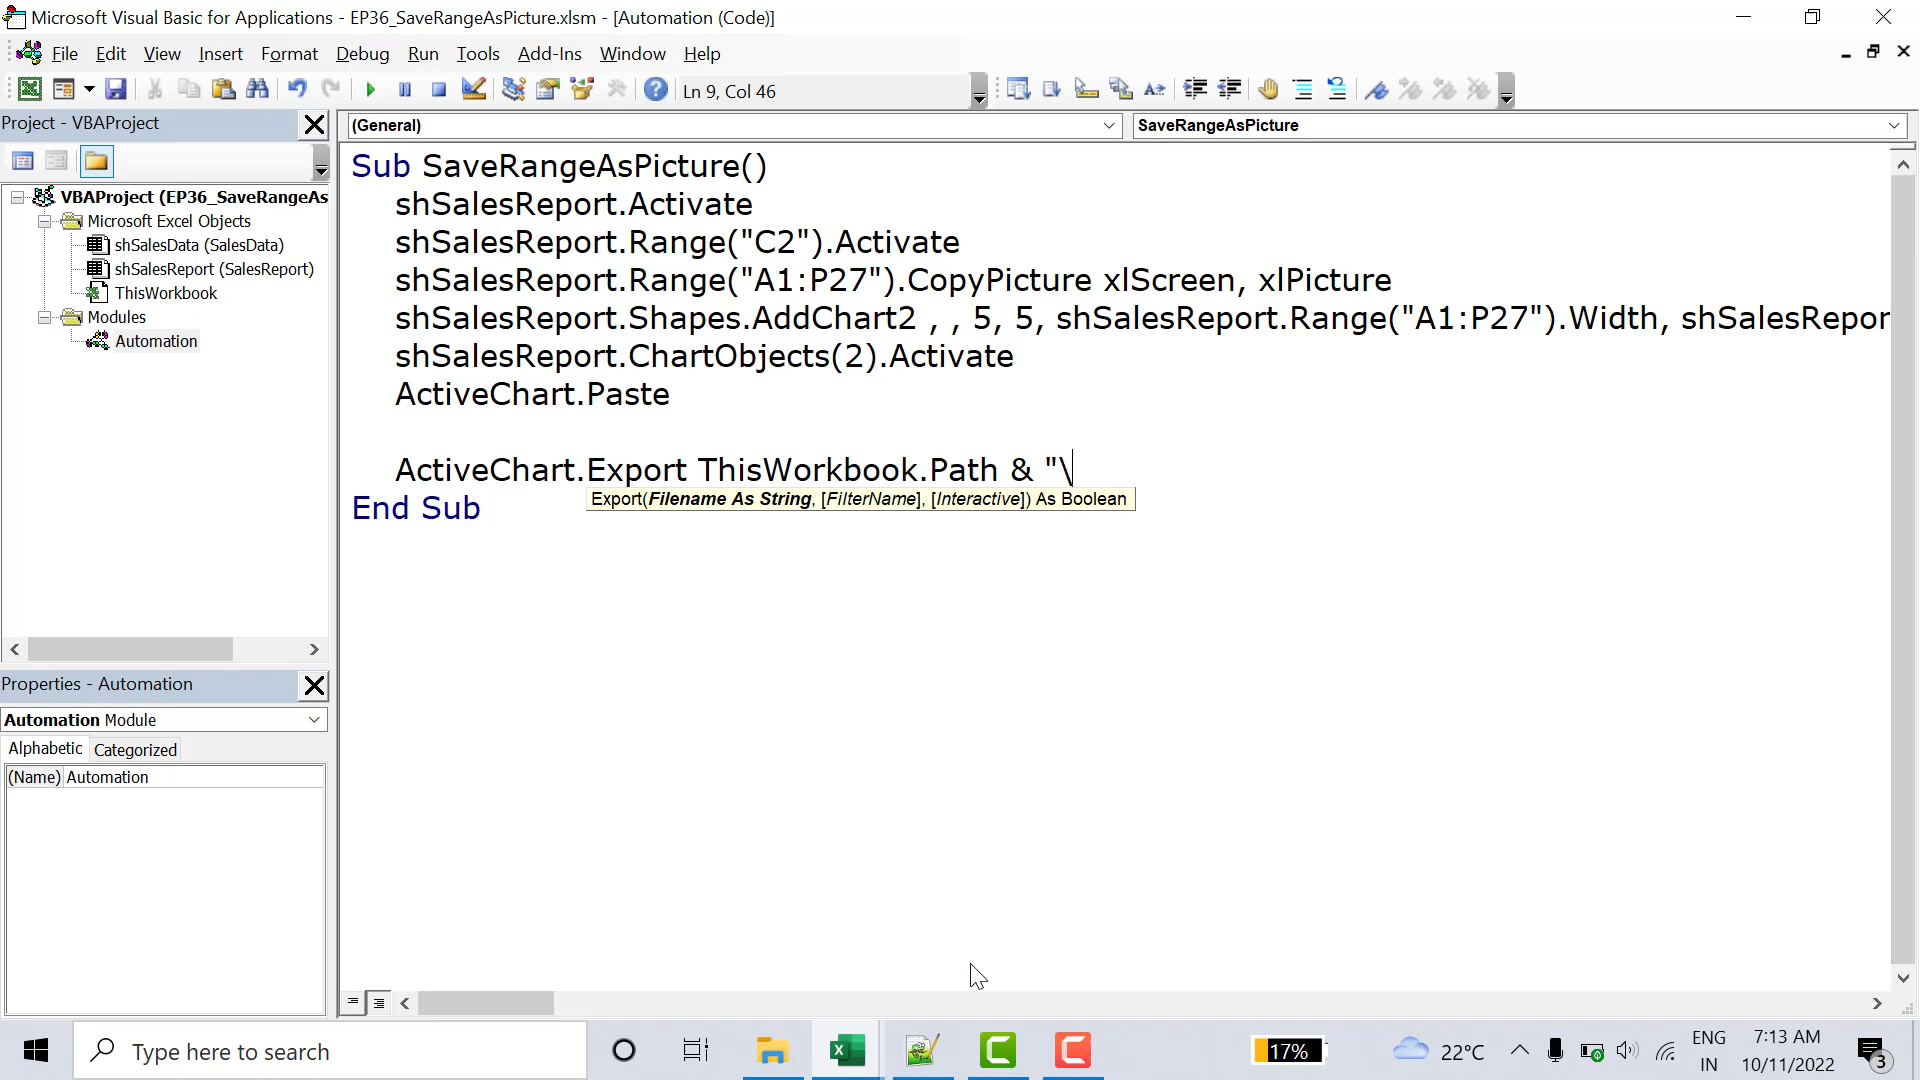 Microsoft Visual Basic for Applications - EP36_SaveRangeAsPicture.xlsm - [Automation (Code)]
File Edit View Insert Format Debug Run Tools Add-Ins Window Help
Ln 9, Col 46
Project - VBAProject
(General)
SaveRangeAsPicture
VBAProject (EP36_SaveRangeAs
Microsoft Excel Objects
shSalesData (SalesData)
shSalesReport (SalesReport)
ThisWorkbook
Modules
Automation
Sub SaveRangeAsPicture()
shSalesReport.Activate
shSalesReport.Range("C2").Activate
shSalesReport.Range("A1:P27").CopyPicture xlScreen, xlPicture
shSalesReport.Shapes.AddChart2 , , 5, 5, shSalesReport.Range("A1:P27").Width, shSalesRepor
shSalesReport.ChartObjects(2).Activate
ActiveChart.Paste
ActiveChart.Export ThisWorkbook.Path & "\
Export(Filename As String, [FilterName], [Interactive]) As Boolean
End Sub
Properties - Automation
Automation Module
Alphabetic Categorized
(Name) Automation
Type here to search
17%
22°C
ENG
IN
7:13 AM
10/11/2022
3